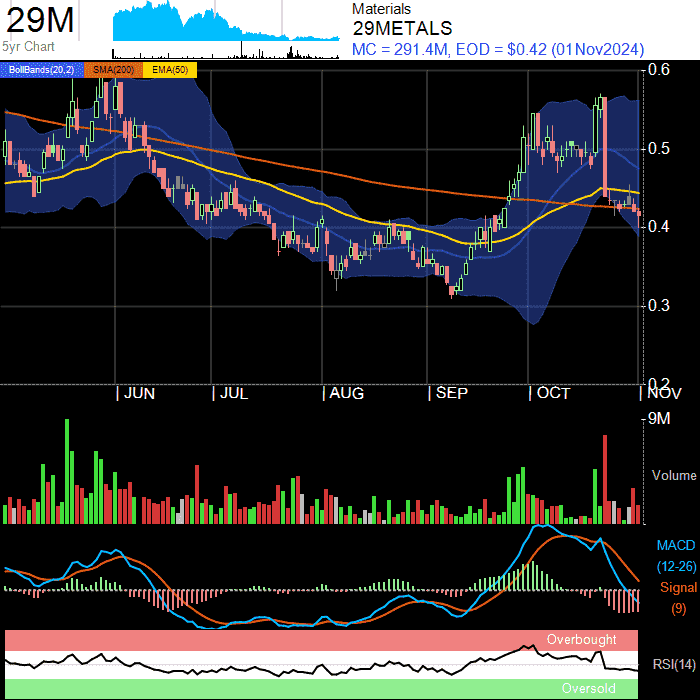 29M
5yr Chart
Materials
29METALS
MC = 291.4M, EOD = $0.42 (01Nov2024)
BollBands(20,2) SMA(200) EMA(50)
0.6
0.5
0.4
0.3
0.2
JUN JUL AUG SEP OCT NOV
9M
Volume
MACD
(12-26)
Signal
(9)
Overbought
RSI(14)
Oversold